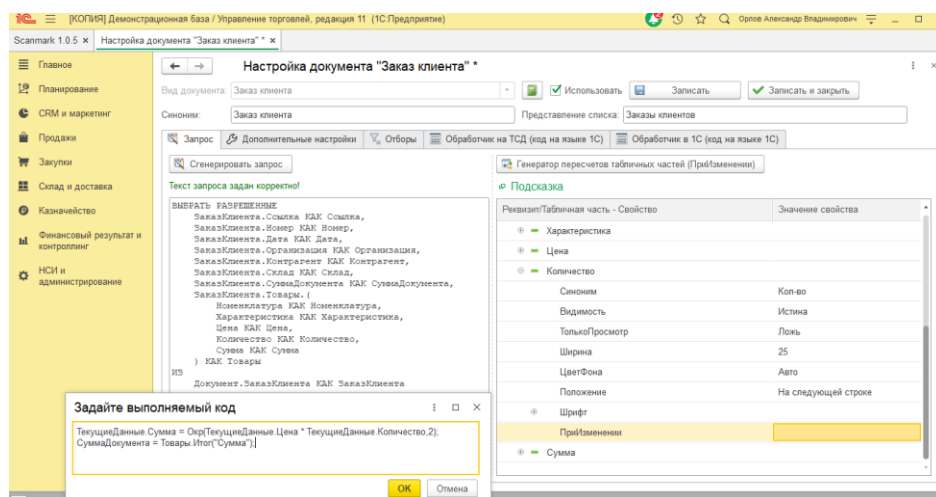 1С [КОПИЯ] Демонстрационная база / Управление торговлей, редакция 11 (1С:Предприятие) Орлов Александр Владимирович
Scanmark 1.0.5 × Настройка документа "Заказ клиента" * ×
Главное
Планирование
CRM и маркетинг
Продажи
Закупки
Склад и доставка
Казначейство
Финансовый результат и
контроллинг
НСИ и
администрирование
Настройка документа "Заказ клиента" *
Вид документа: Заказ клиента Использовать Записать Записать и закрыть
Синоним: Заказ клиента Представление списка: Заказы клиентов
Запрос Дополнительные настройки Отборы Обработчик на ТСД (код на языке 1С) Обработчик в 1С (код на языке 1С)
Сгенерировать запрос Генератор пересчетов табличных частей (ПриИзменении)
Текст запроса задан корректно!
ВЫБРАТЬ РАЗРЕШЕННЫЕ
ЗаказКлиента.Ссылка КАК Ссылка,
ЗаказКлиента.Номер КАК Номер,
ЗаказКлиента.Дата КАК Дата,
ЗаказКлиента.Организация КАК Организация,
ЗаказКлиента.Контрагент КАК Контрагент,
ЗаказКлиента.Склад КАК Склад,
ЗаказКлиента.СуммаДокумента КАК СуммаДокумента,
ЗаказКлиента.Товары.(
Номенклатура КАК Номенклатура,
Характеристика КАК Характеристика,
Цена КАК Цена,
Количество КАК Количество,
Сумма КАК Сумма
) КАК Товары
ИЗ
Документ.ЗаказКлиента КАК ЗаказКлиента
Подсказка
Реквизит/Табличная часть - Свойство Значение свойства
Характеристика
Цена
Количество
Синоним Кол-во
Видимость Истина
ТолькоПросмотр Ложь
Ширина 25
ЦветФона Авто
Положение На следующей строке
Шрифт
ПриИзменении
Сумма
Задайте выполняемый код
ТекущиеДанные.Сумма = Окр(ТекущиеДанные.Цена * ТекущиеДанные.Количество,2);
СуммаДокумента = Товары.Итог("Сумма");
ОК Отмена